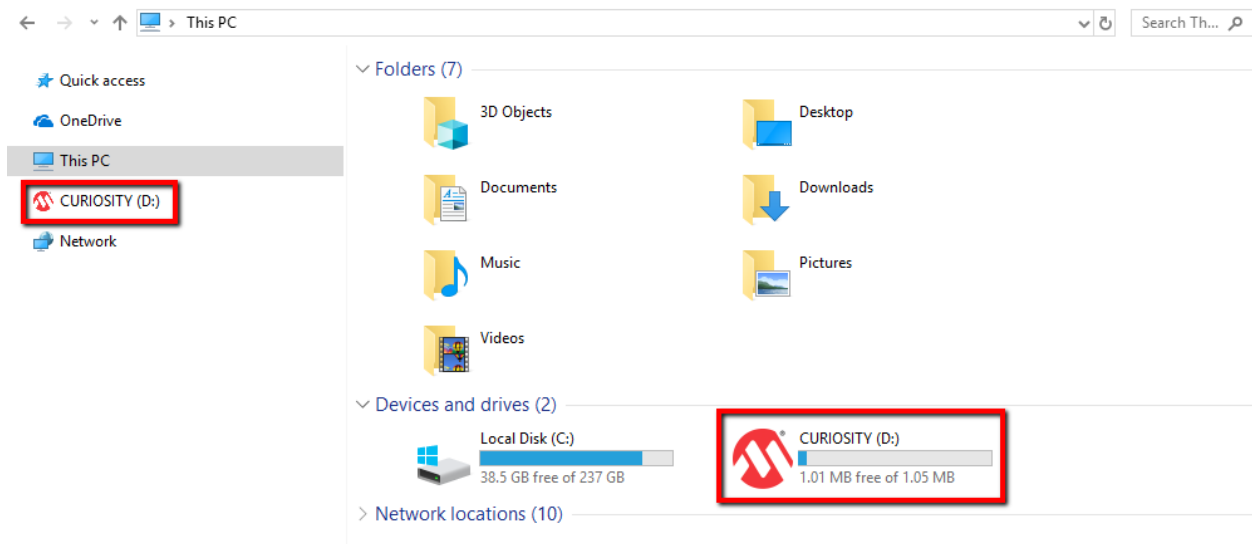 This PC
Search Th...
Quick access
OneDrive
This PC
CURIOSITY (D:)
Network
Folders (7)
3D Objects
Desktop
Documents
Downloads
Music
Pictures
Videos
Devices and drives (2)
Local Disk (C:)
38.5 GB free of 237 GB
CURIOSITY (D:)
1.01 MB free of 1.05 MB
Network locations (10)